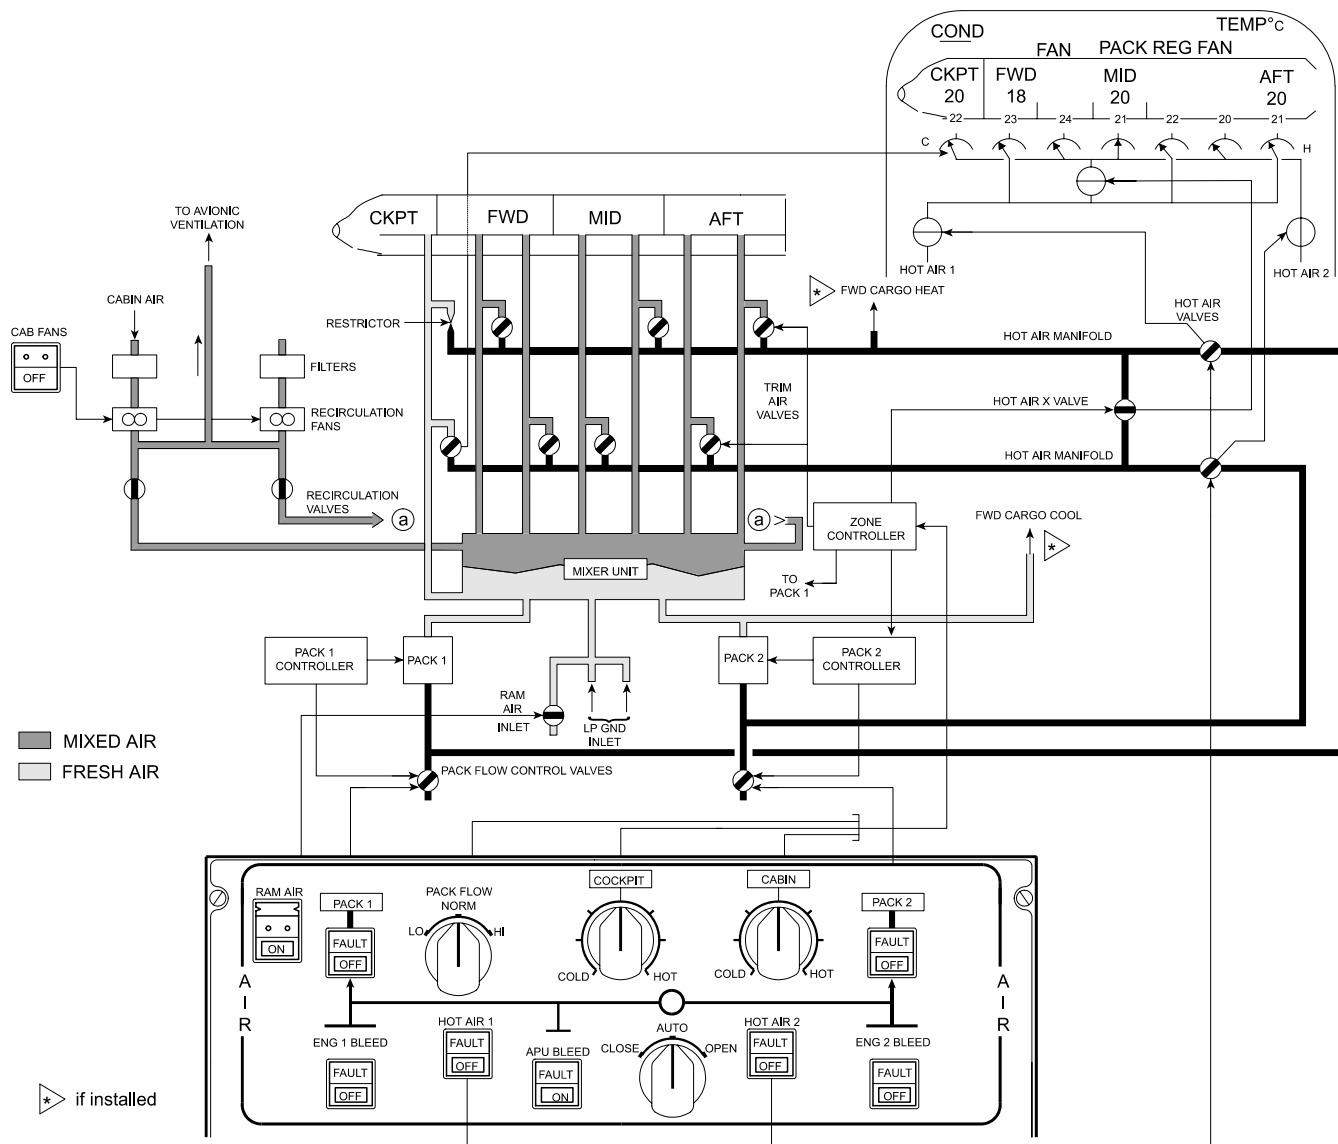 COND
TEMP°C
FAN
PACK REG FAN
CKPT
FWD
MID
AFT
20
18
20
20
22
23
24
21
22
20
21
C
H
HOT AIR 1
HOT AIR 2
TO AVIONIC
VENTILATION
CKPT
FWD
MID
AFT
CABIN AIR
* FWD CARGO HEAT
HOT AIR
VALVES
CAB FANS
OFF
RESTRICTOR
HOT AIR MANIFOLD
FILTERS
TRIM
AIR
VALVES
HOT AIR X VALVE
RECIRCULATION
FANS
HOT AIR MANIFOLD
RECIRCULATION
VALVES
a
a
ZONE
CONTROLLER
FWD CARGO COOL
*
MIXER UNIT
TO
PACK 1
PACK 1
CONTROLLER
PACK 1
PACK 2
PACK 2
CONTROLLER
RAM
AIR
INLET
LP GND
INLET
MIXED AIR
FRESH AIR
PACK FLOW CONTROL VALVES
RAM AIR
ON
PACK 1
FAULT
OFF
PACK FLOW
NORM
LO
HI
COCKPIT
COLD
HOT
CABIN
COLD
HOT
PACK 2
FAULT
OFF
AIR
AIR
ENG 1 BLEED
FAULT
OFF
HOT AIR 1
FAULT
OFF
APU BLEED
FAULT
ON
AUTO
CLOSE
OPEN
HOT AIR 2
FAULT
OFF
ENG 2 BLEED
FAULT
OFF
* if installed